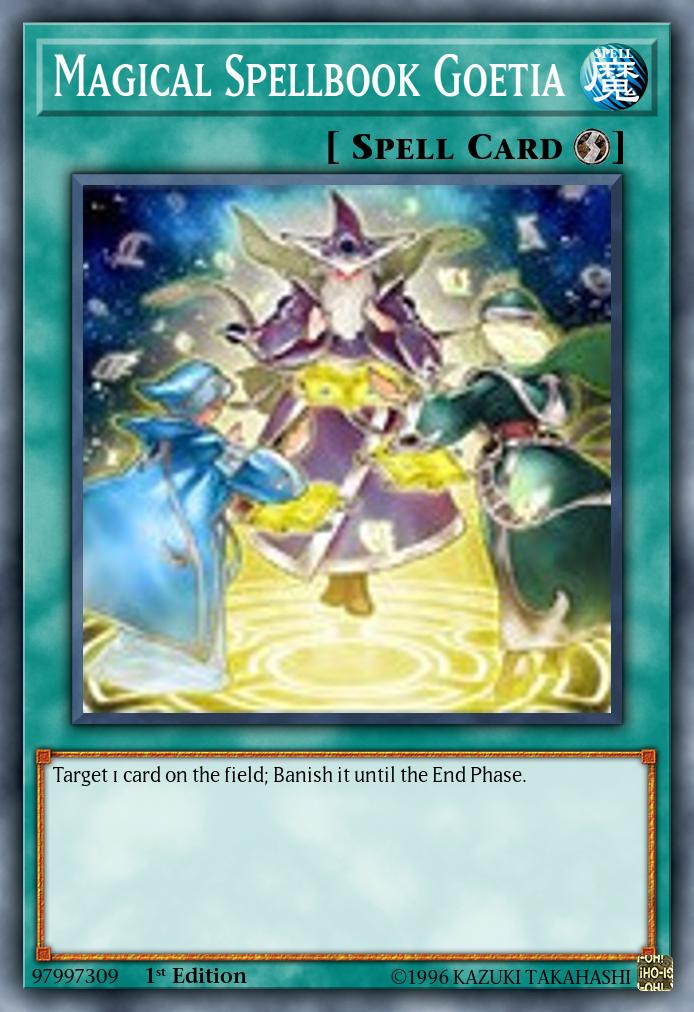 Magical Spellbook Goetia
SPELL
魔
[ Spell Card ]
Target 1 card on the field; Banish it until the End Phase.
97997309 1st Edition ©1996 KAZUKI TAKAHASHI